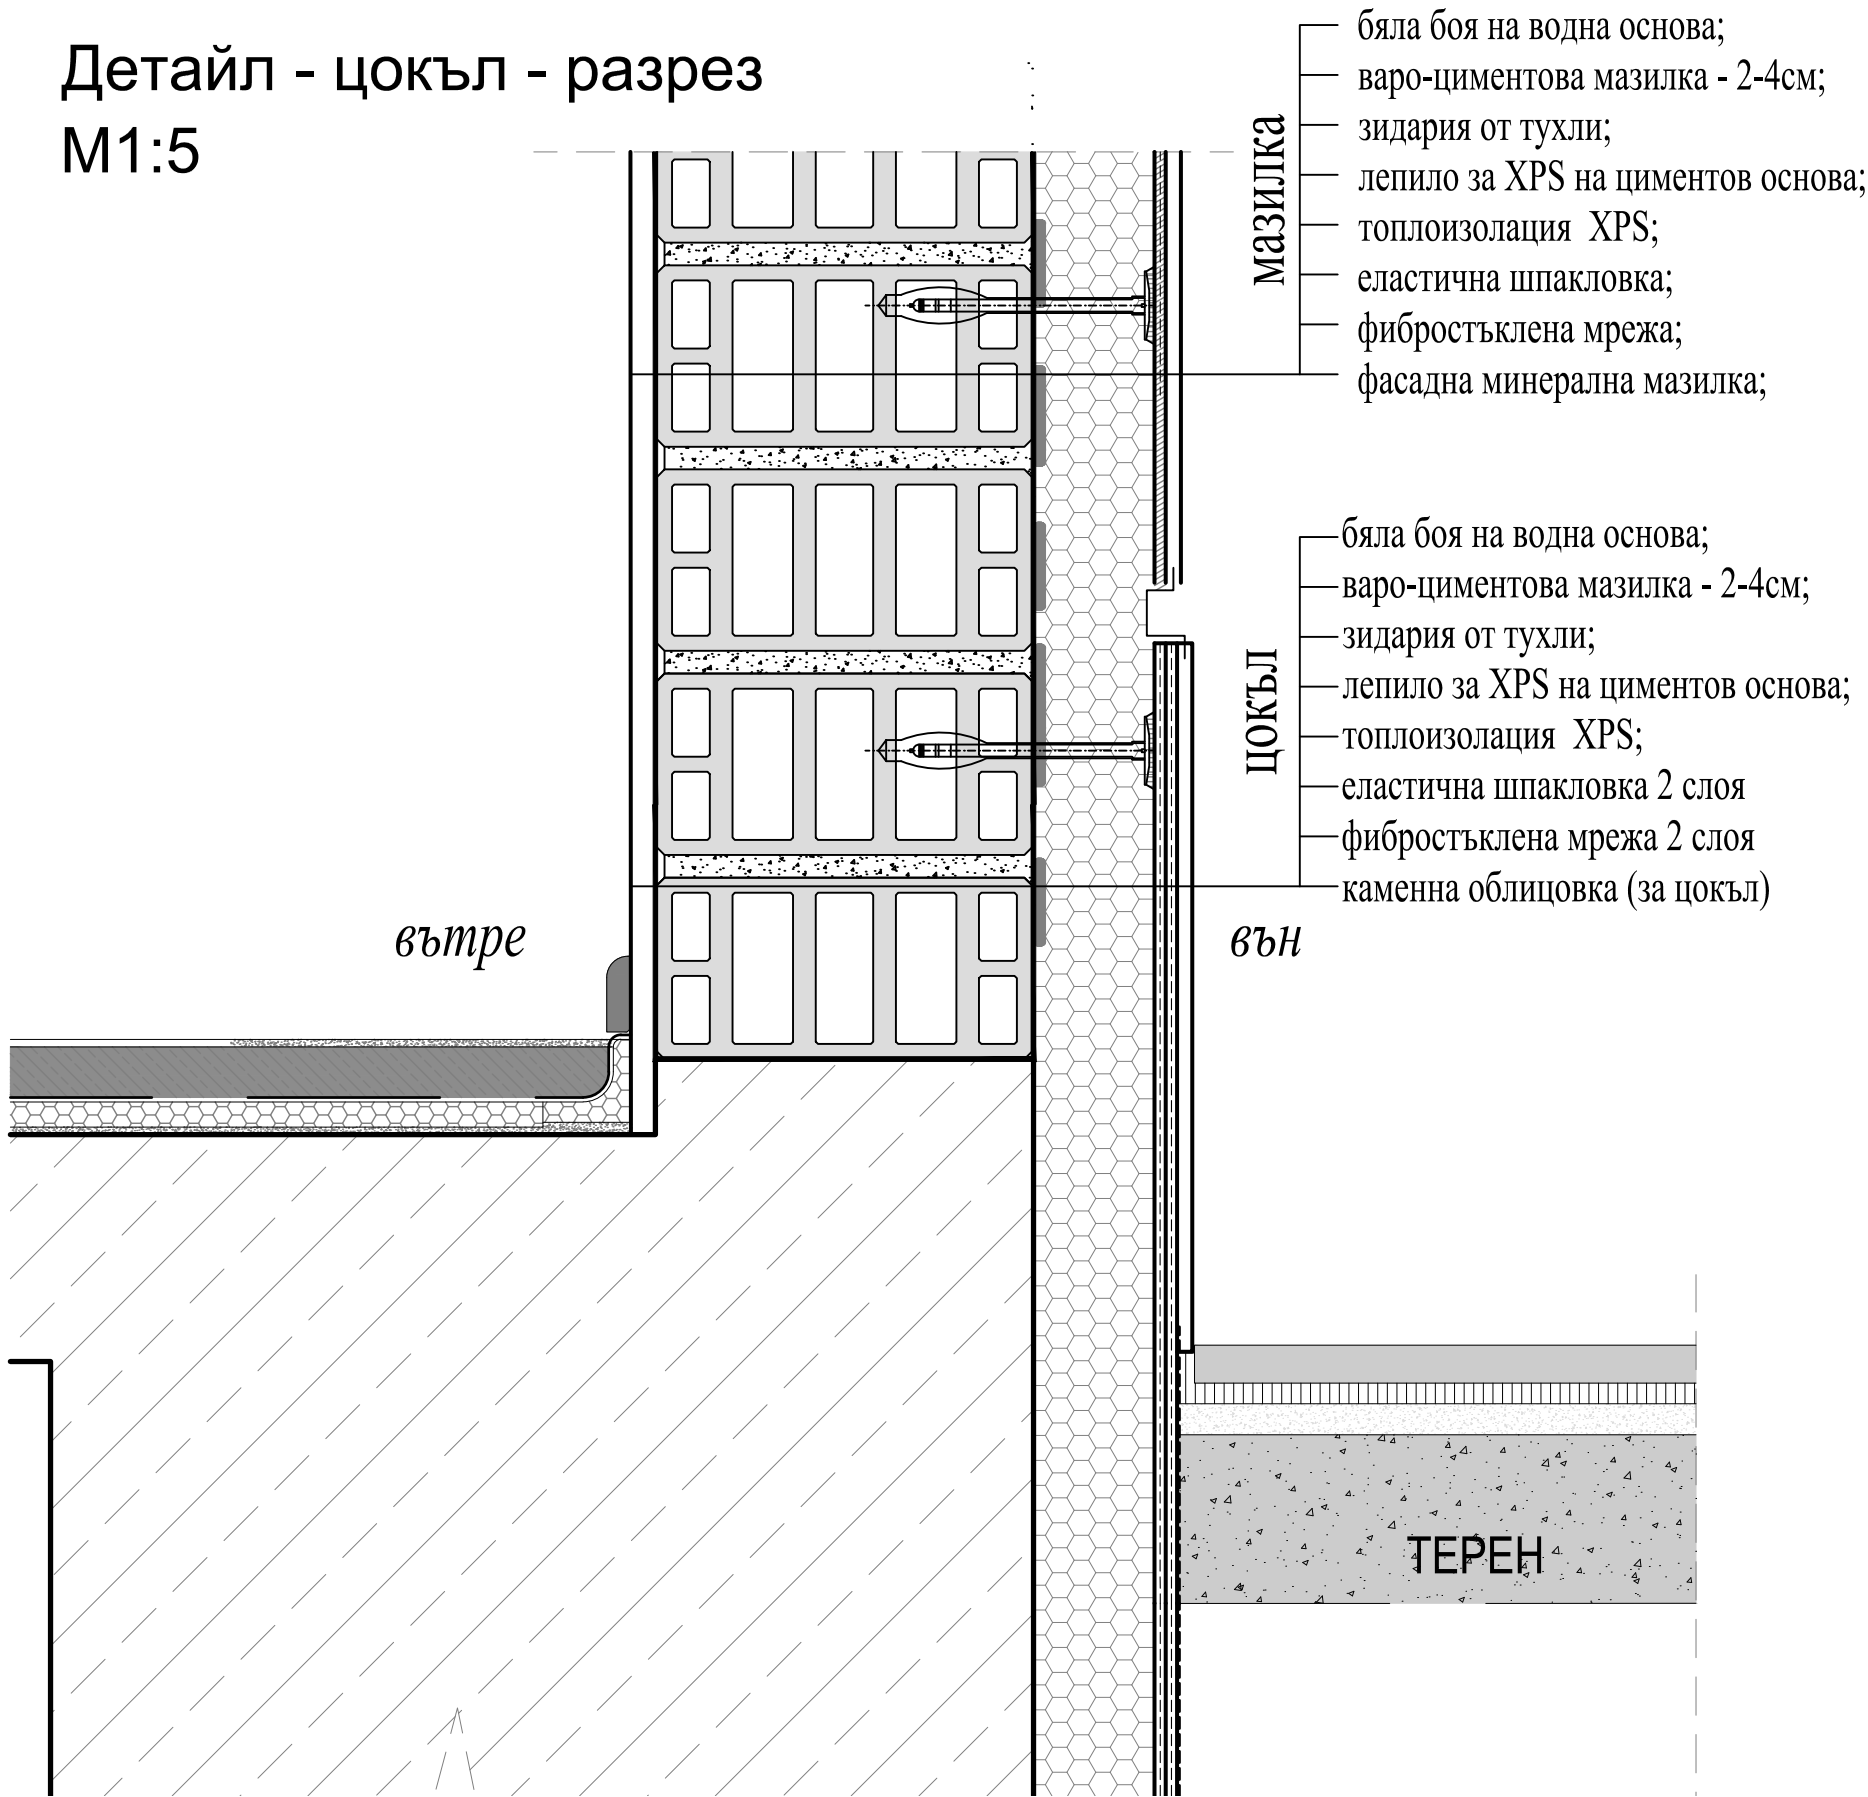 Детайл - цокъл - разрез
М1:5
мазилка
бяла боя на водна основа;
варо-циментова мазилка - 2-4см;
зидария от тухли;
лепило за XPS на циментов основа;
топлоизолация XPS;
еластична шпакловка;
фибростъклена мрежа;
фасадна минерална мазилка;
цокъл
бяла боя на водна основа;
варо-циментова мазилка - 2-4см;
зидария от тухли;
лепило за XPS на циментов основа;
топлоизолация XPS;
еластична шпакловка 2 слоя
фибростъклена мрежа 2 слоя
каменна облицовка (за цокъл)
вътре
вън
ТЕРЕН